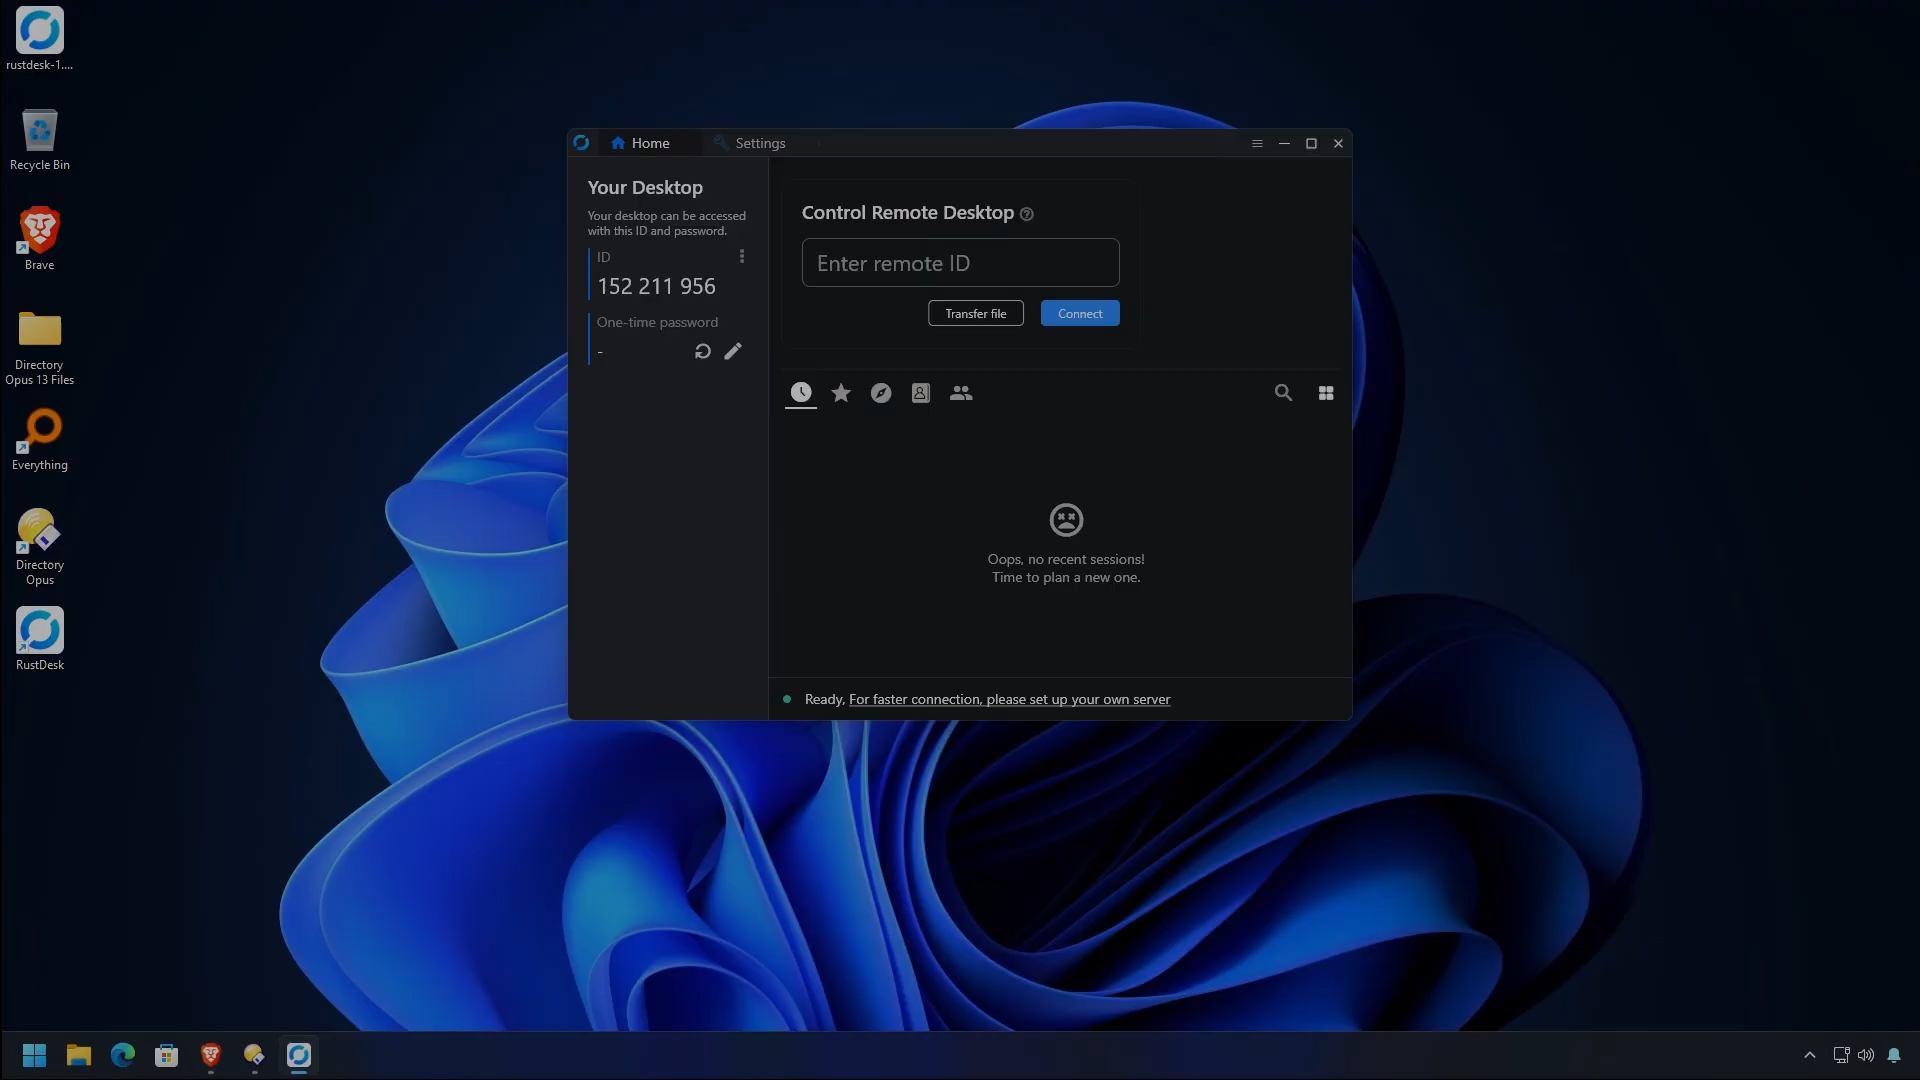 rustdesk-1....
Recycle Bin
Brave
Directory
Opus 13 Files
Everything
Directory
Opus
RustDesk
Home
Settings
Your Desktop
Your desktop can be accessed
with this ID and password.
ID
152 211 956
One-time password
-
Control Remote Desktop
Enter remote ID
Transfer file
Connect
Oops, no recent sessions!
Time to plan a new one.
Ready, For faster connection, please set up your own server